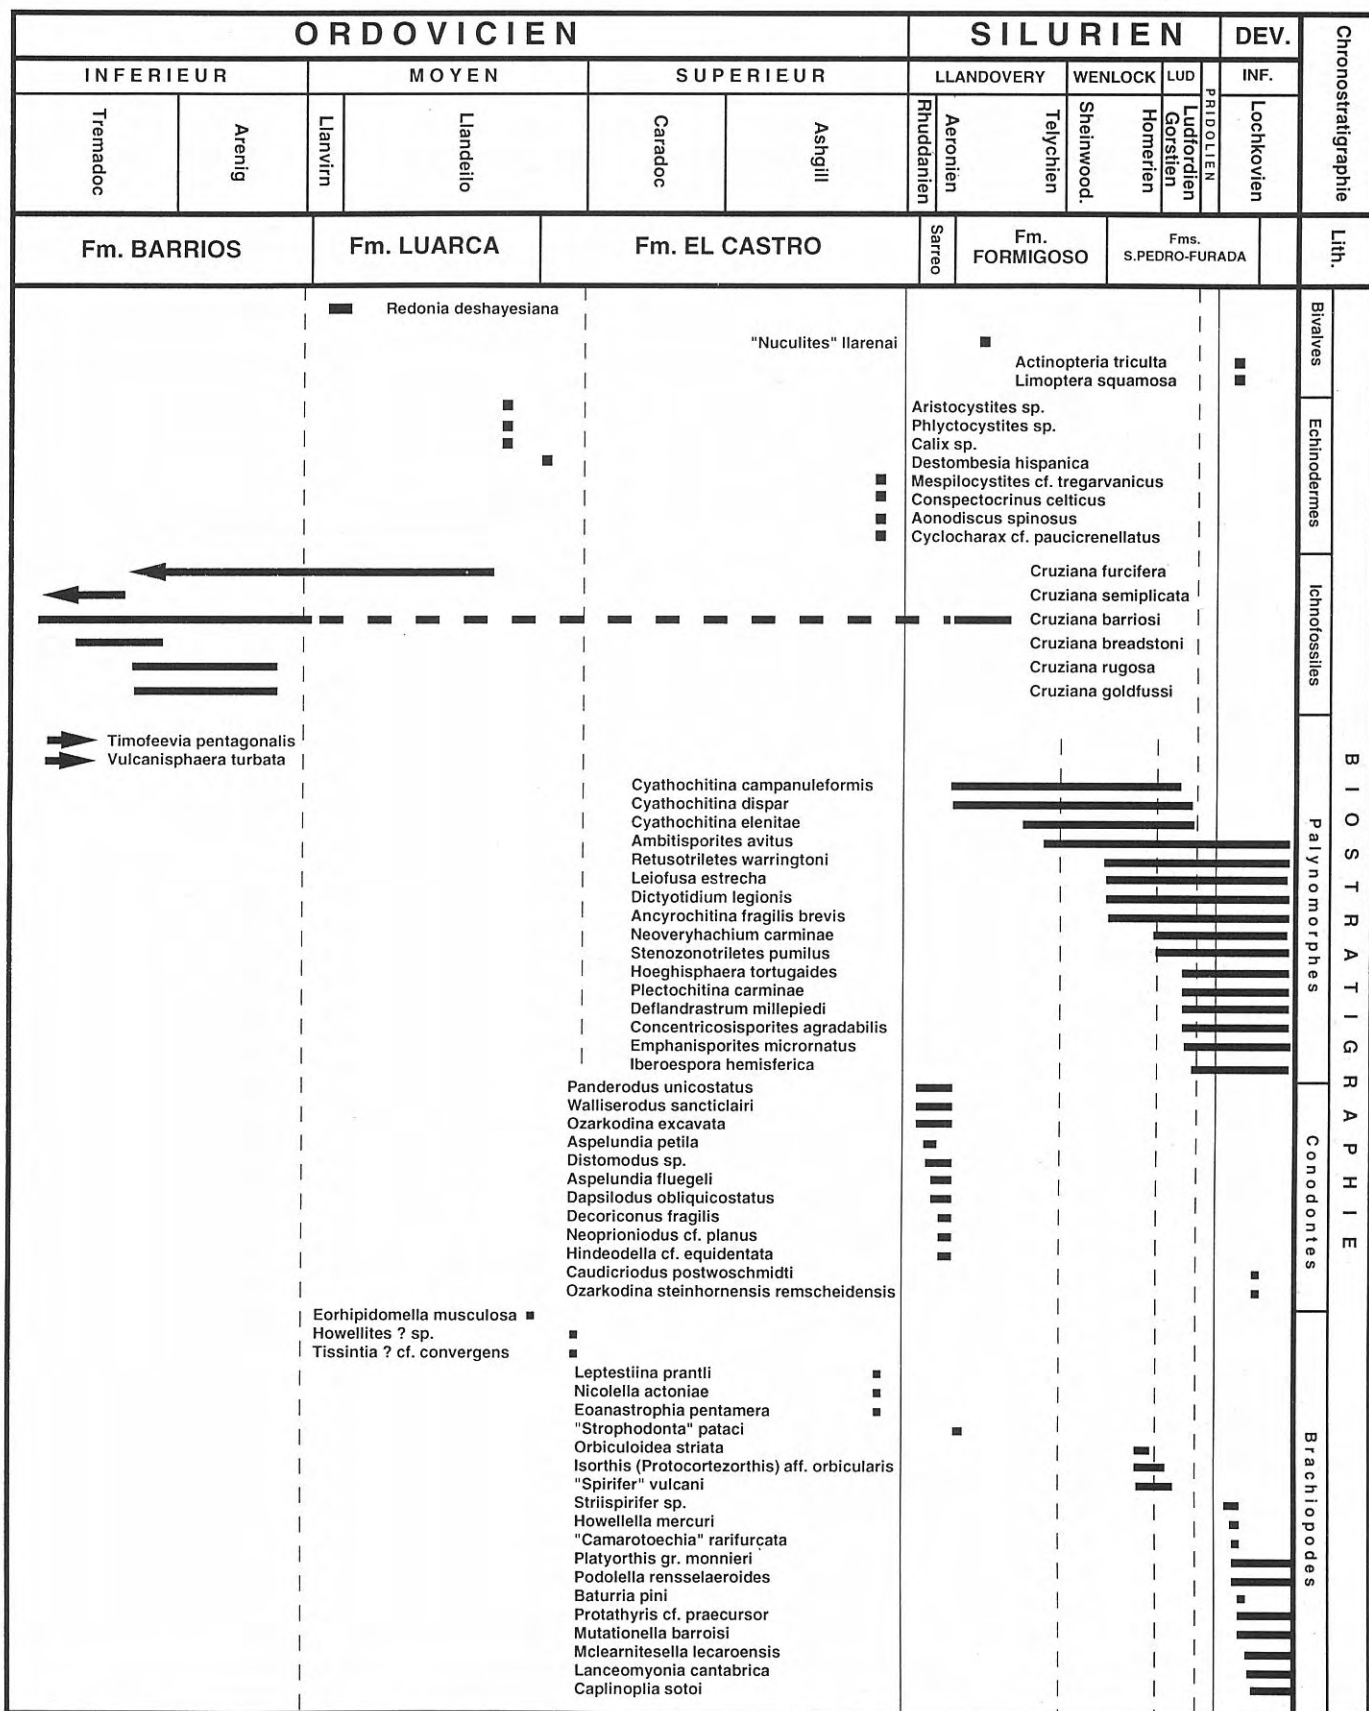 ORDOVICIEN
SILURIEN
DEV.
Chronostratigraphie
INFERIEUR
MOYEN
SUPERIEUR
LLANDOVERY
WENLOCK
LUD
PRIDOLIEN
INF.
Tremadoc
Arenig
Llanvirn
Llandeilo
Caradoc
Ashgill
Rhuddanien
Aeronien
Telychien
Sheinwood.
Homerien
Gorstien
Ludfordien
Lochkovien
Fm. BARRIOS
Fm. LUARCA
Fm. EL CASTRO
Sarreo
Fm.
FORMIGOSO
Fms.
S.PEDRO-FURADA
Lith.
BIOSTRATIGRAPHIE
Bivalves
Redonia deshayesiana
"Nuculites" llarenai
Actinopteria triculta
Limoptera squamosa
Echinodermes
Aristocystites sp.
Phlyctocystites sp.
Calix sp.
Destombesia hispanica
Mespilocystites cf. tregarvanicus
Conspectocrinus celticus
Aonodiscus spinosus
Cyclocharax cf. paucicrenellatus
Ichnofossiles
Cruziana furcifera
Cruziana semiplicata
Cruziana barriosi
Cruziana breadstoni
Cruziana rugosa
Cruziana goldfussi
Palynomorphes
Timofeevia pentagonalis
Vulcanisphaera turbata
Cyathochitina campanuleformis
Cyathochitina dispar
Cyathochitina elenitae
Ambitisporites avitus
Retusotriletes warringtoni
Leiofusa estrecha
Dictyotidium legionis
Ancyrochitina fragilis brevis
Neoveryhachium carminae
Stenozonotriletes pumilus
Hoeghisphaera tortugaides
Plectochitina carminae
Deflandrastrum millepiedi
Concentricosisporites agradabilis
Emphanisporites micrornatus
Iberoespora hemisferica
Conodontes
Panderodus unicostatus
Walliserodus sancticlairi
Ozarkodina excavata
Aspelundia petila
Distomodus sp.
Aspelundia fluegeli
Dapsilodus obliquicostatus
Decoriconus fragilis
Neoprioniodus cf. planus
Hindeodella cf. equidentata
Caudicriodus postwoschmidti
Ozarkodina steinhornensis remscheidensis
Brachiopodes
Eorhipidomella musculosa
Howellites ? sp.
Tissintia ? cf. convergens
Leptestiina prantli
Nicolella actoniae
Eoanastrophia pentamera
"Strophodonta" pataci
Orbiculoidea striata
Isorthis (Protocortezorthis) aff. orbicularis
"Spirifer" vulcani
Striispirifer sp.
Howellella mercuri
"Camarotoechia" rarifurcata
Platyorthis gr. monnieri
Podolella rensselaeroides
Baturria pini
Protathyris cf. praecursor
Mutationella barroisi
Mclearnitesella lecaroensis
Lanceomyonia cantabrica
Caplinoplia sotoi